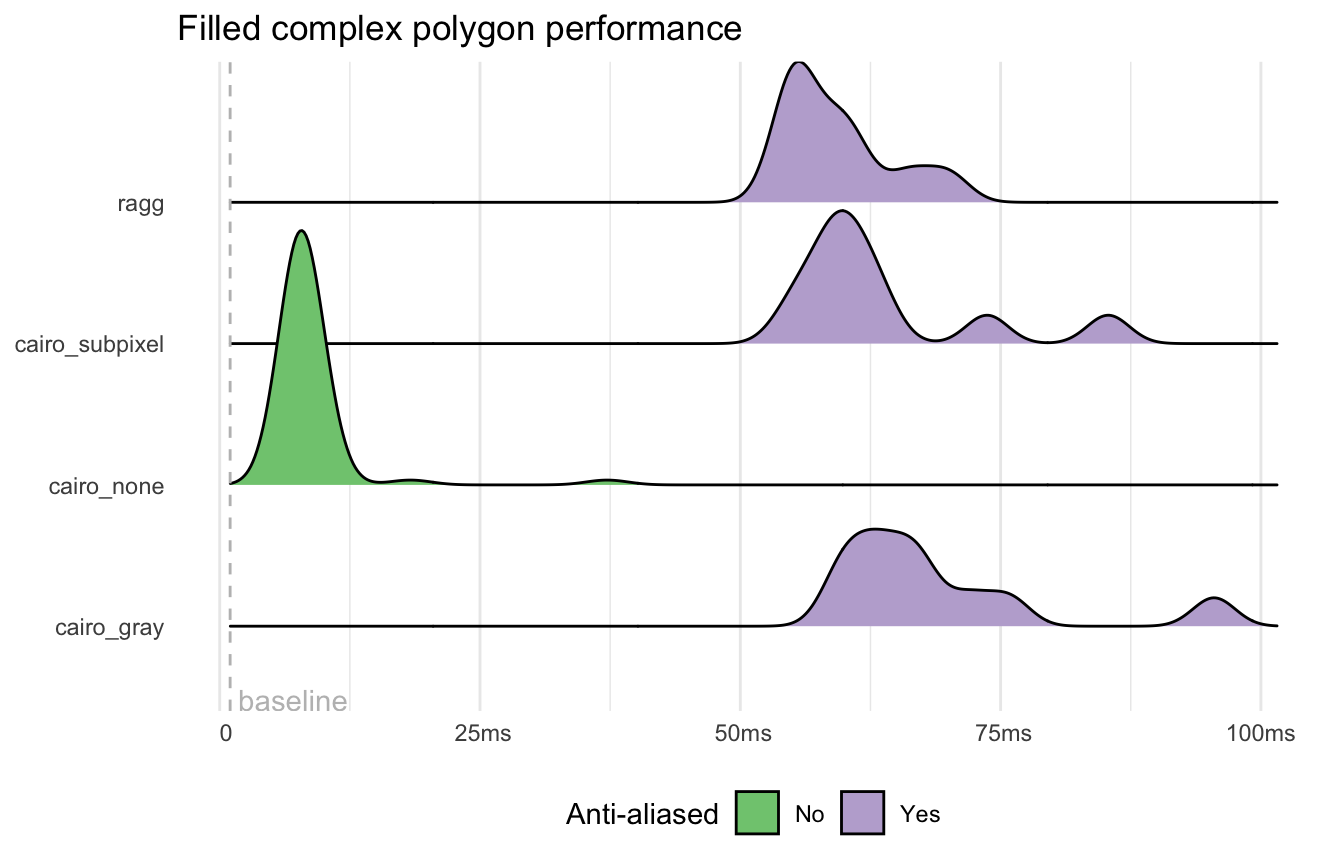 Filled complex polygon performance
ragg
cairo_subpixel
cairo_none
cairo_gray
baseline
0 25ms 50ms 75ms 100ms
Anti-aliased No Yes